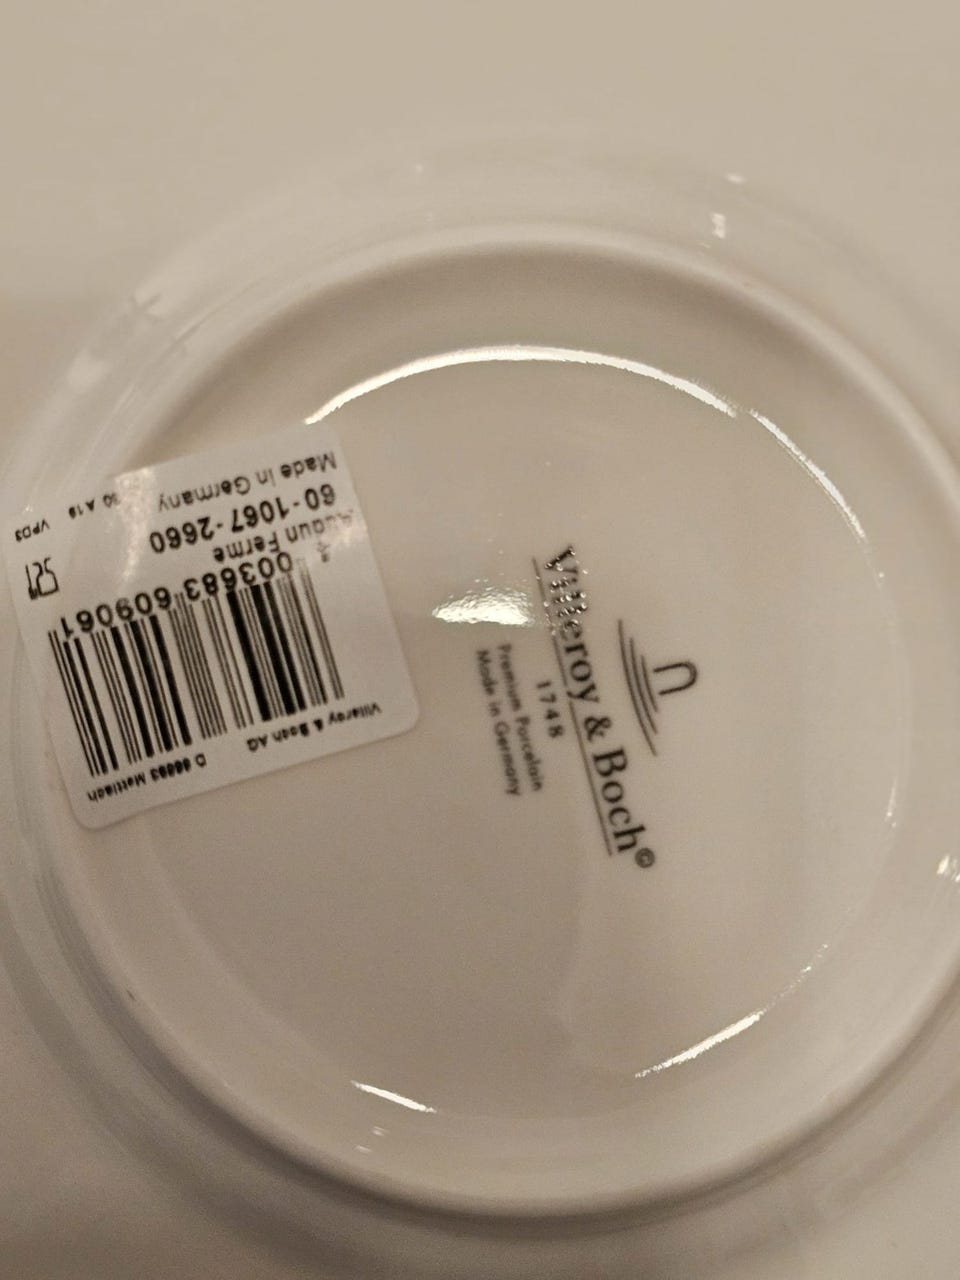 Villeroy & Boch©
1748
Premium Porcelain
Made in Germany
Villeroy & Boch AG
D 66693 Mettlach
003683 609061
Ferme
60-1067-2660
Made in Germany
A 18
VPD3